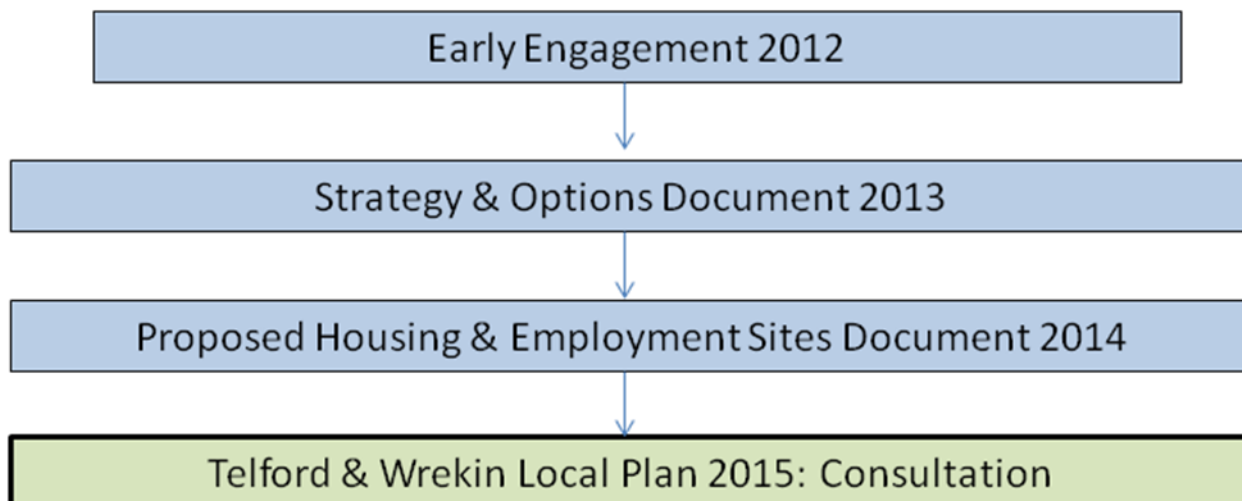 Early Engagement 2012
Strategy & Options Document 2013
Proposed Housing & Employment Sites Document 2014
Telford & Wrekin Local Plan 2015: Consultation